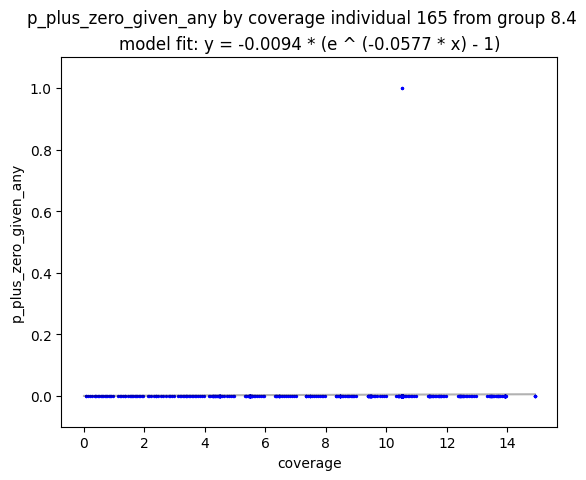 p_plus_zero_given_any by coverage individual 165 from group 8.4
model fit: y = -0.0094 * (e ^ (-0.0577 * x) - 1)
1.0
0.8
0.6
0.4
0.2
0.0
p_plus_zero_given_any
0 2 4 6 8 10 12 14
coverage